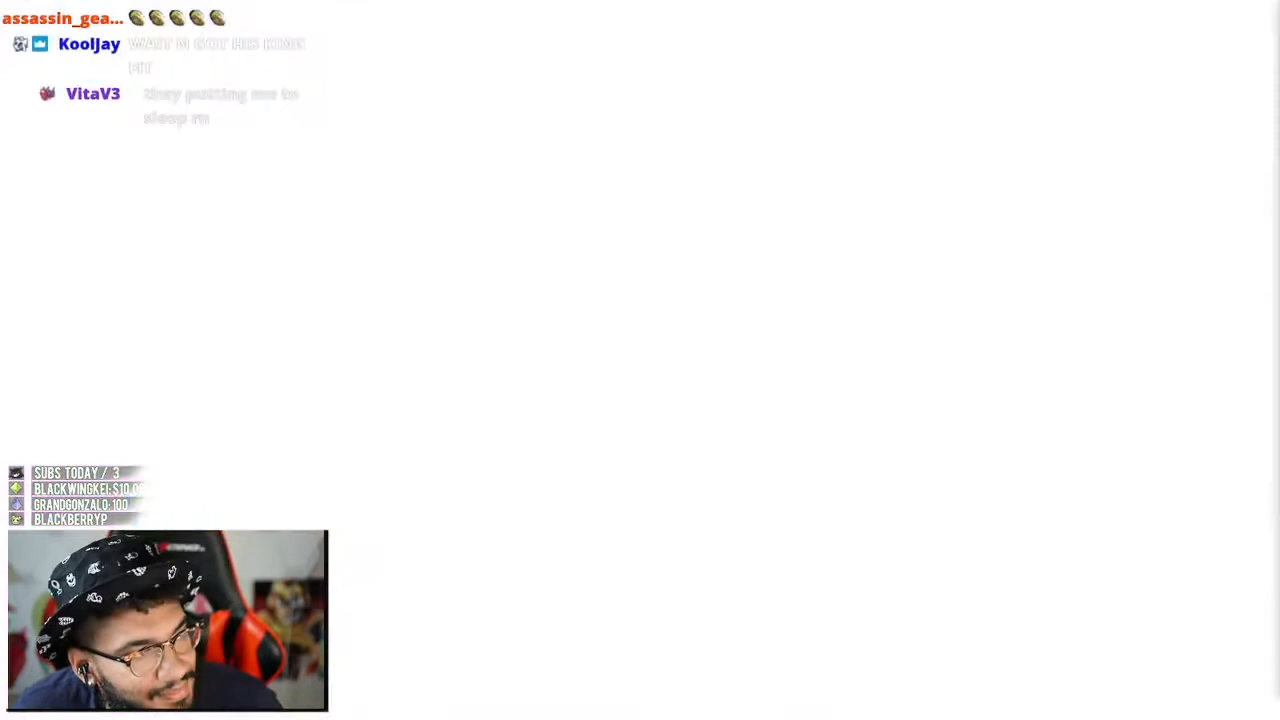 assassin_gea...
KoolJay WAIT N GOT HIS KING
FIT
VitaV3 they putting me to
sleep rn
SUBS TODAY / 3
BLACKWINGKEI:$10.0
GRANDGONZALO:100
BLACKBERRYP